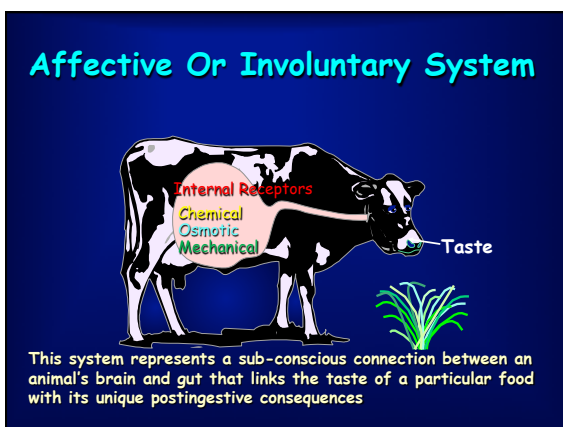 Affective Or Involuntary System
Internal Receptors
Chemical
Osmotic
Mechanical
Taste
This system represents a sub-conscious connection between an
animal's brain and gut that links the taste of a particular food
with its unique postingestive consequences